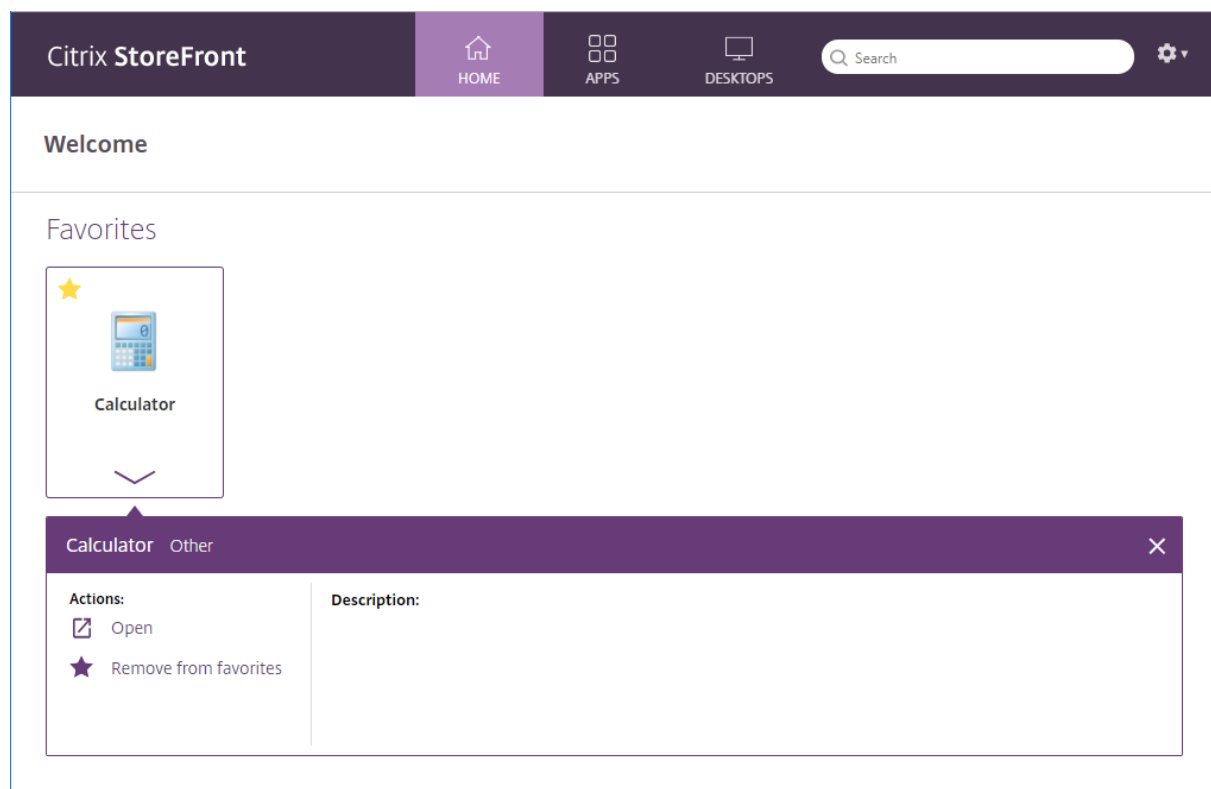 Citrix StoreFront
HOME
APPS
DESKTOPS
Search
Welcome
Favorites
0
Calculator
Calculator Other
Actions:
Open
Remove from favorites
Description: